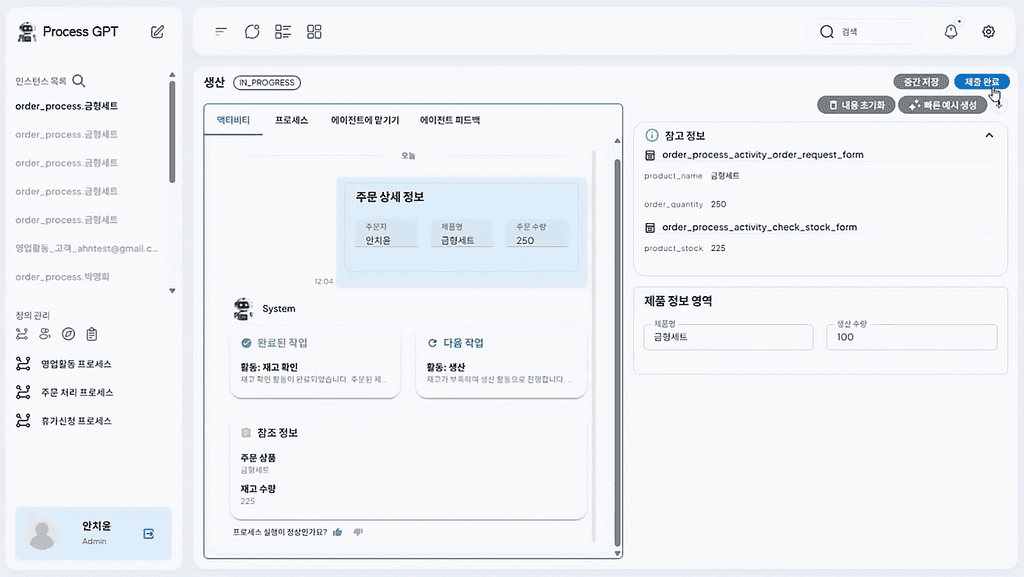 Process GPT
검색
인스턴스 목록
order_process.금형세트
order_process.금형세트
order_process.금형세트
order_process.금형세트
order_process.금형세트
영업활동_고객_ahntest@gmail.c...
order_process.박영희
정의 관리
영업활동 프로세스
주문 처리 프로세스
휴가신청 프로세스
안치윤
Admin
생산 IN_PROGRESS
중간 저장 제출 완료
내용 초기화 빠른 예시 생성
액티비티 프로세스 에이전트에 맡기기 에이전트 피드백
오늘
주문 상세 정보
주문자 제품명 주문 수량
안치윤 금형세트 250
12:04
System
완료된 작업
활동: 재고 확인
재고 확인 활동이 완료되었습니다. 주문된 제...
다음 작업
활동: 생산
재고가 부족하여 생산 활동으로 진행합니다. ...
참조 정보
주문 상품
금형세트
재고 수량
225
프로세스 실행이 정상인가요?
참고 정보
order_process_activity_order_request_form
product_name 금형세트
order_quantity 250
order_process_activity_check_stock_form
product_stock 225
제품 정보 영역
제품명 생산 수량
금형세트 100